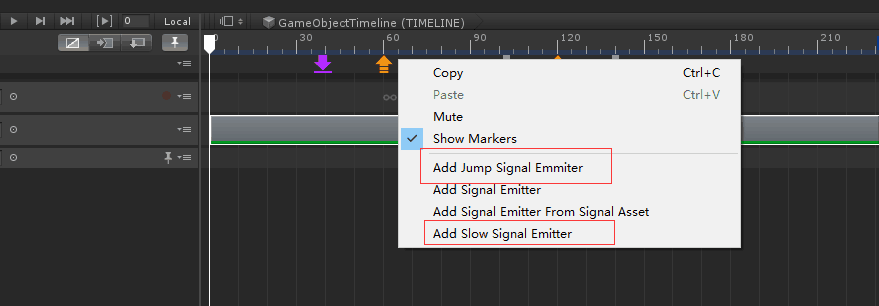 0 Local GameObjectTimeline (TIMELINE)
0 30 60 90 120 150 180 210
Copy Ctrl+C
Paste Ctrl+V
Mute
Show Markers
Add Jump Signal Emmiter
Add Signal Emitter
Add Signal Emitter From Signal Asset
Add Slow Signal Emitter